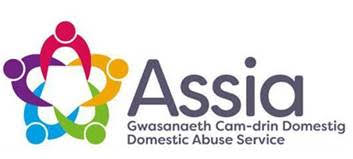 Assia
Gwasanaeth Cam-drin Domestig
Domestic Abuse Service